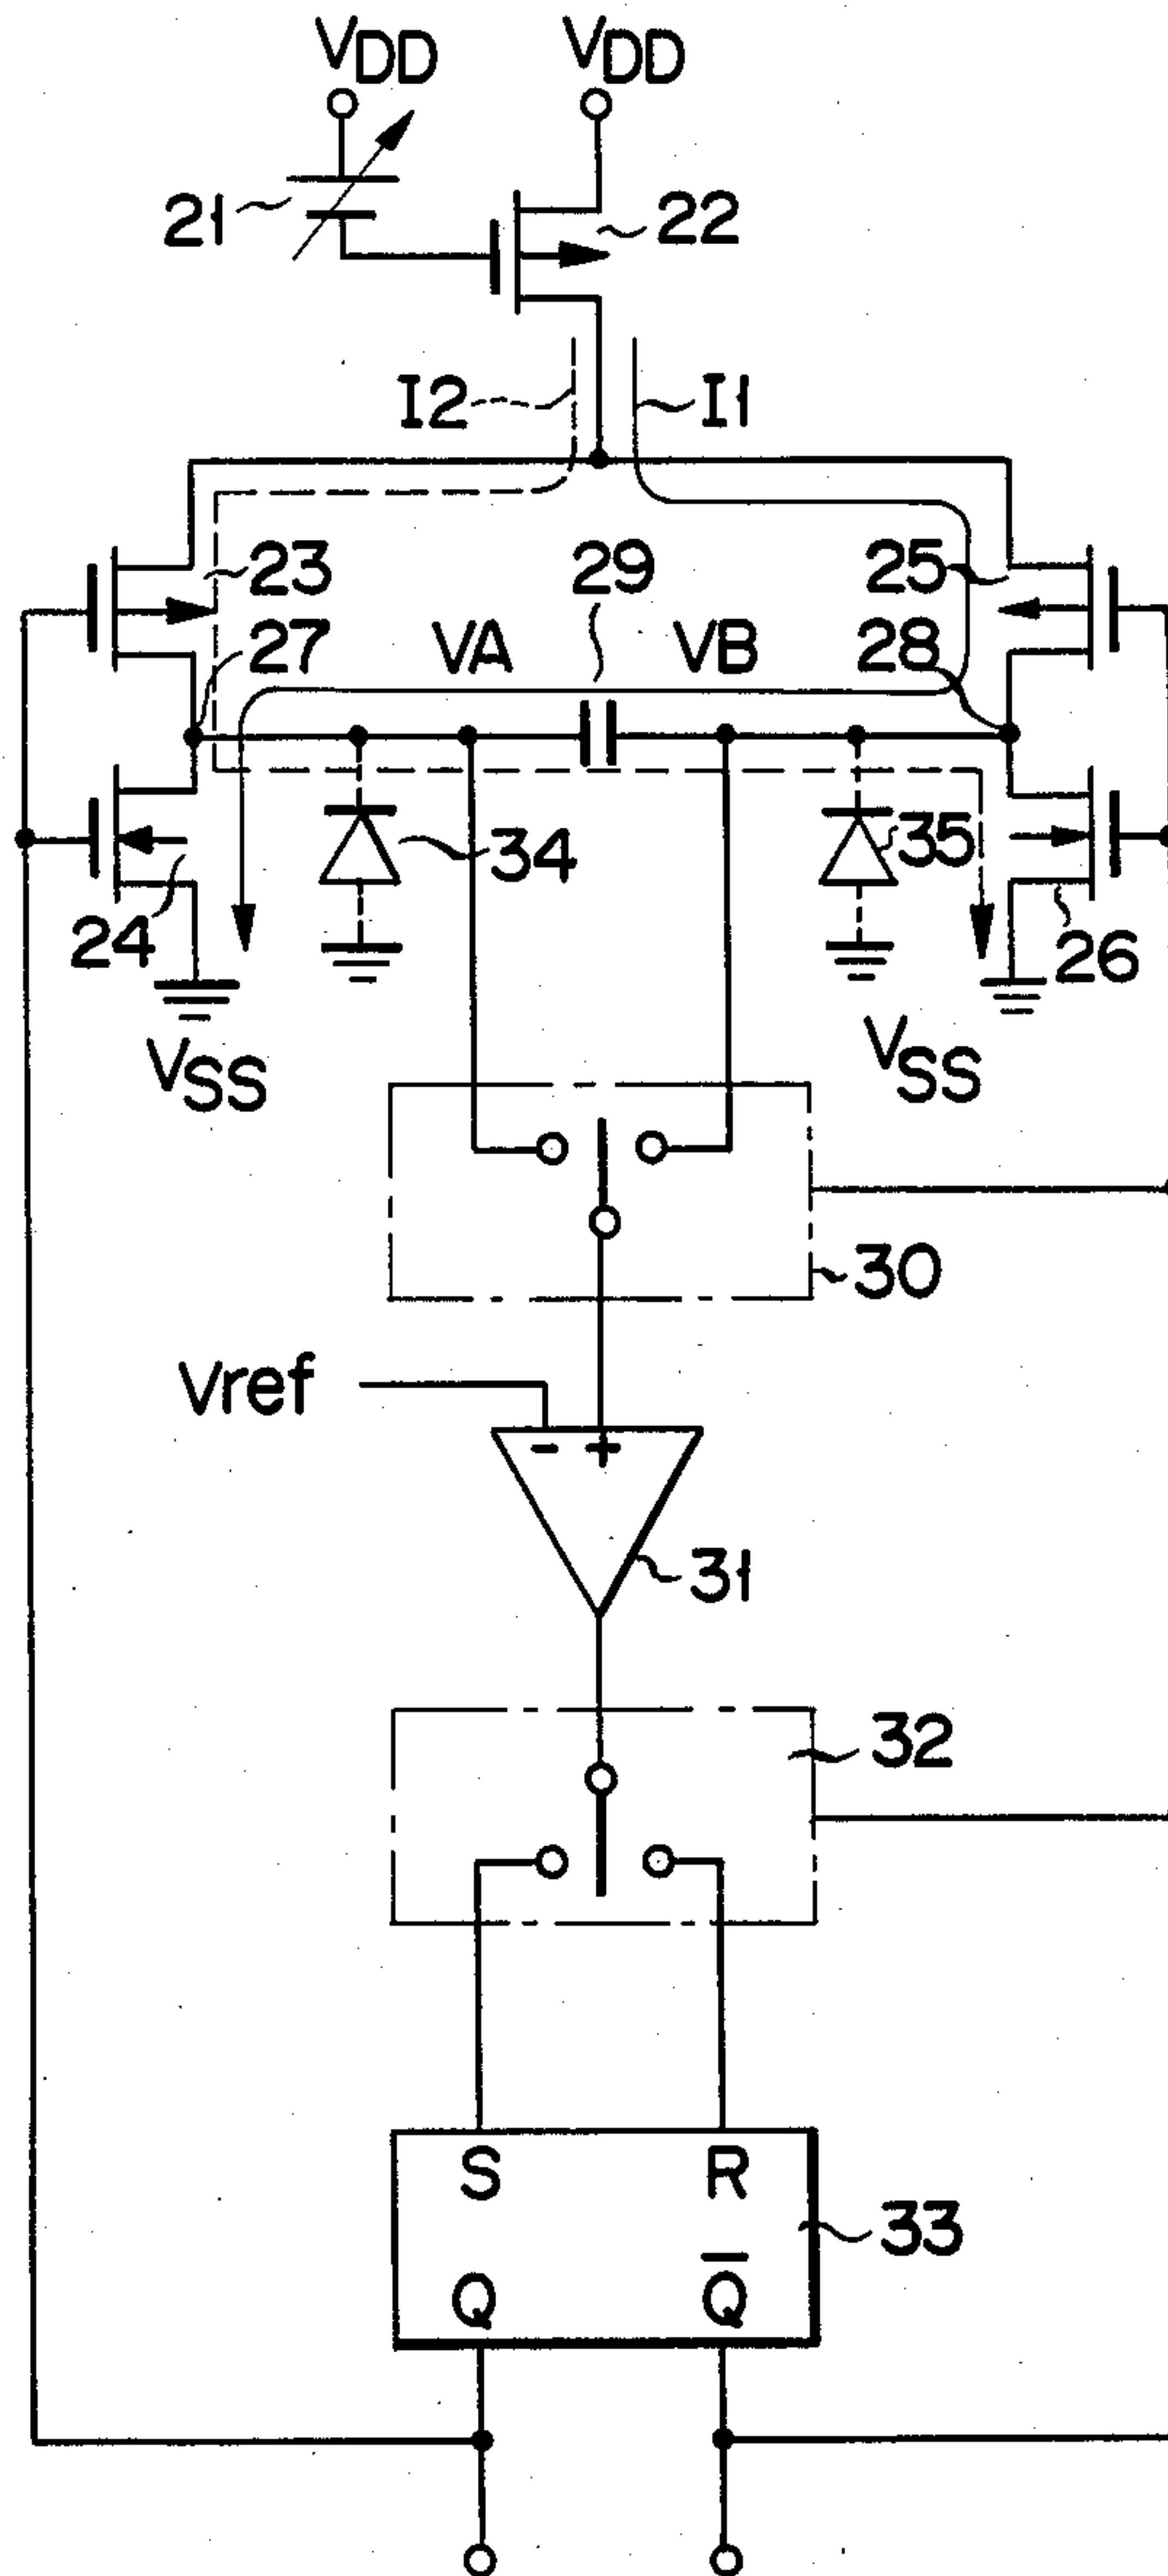 VDD VDD
21 22
I2 I1
23 29 25
27 VA VB 28
34 35
24 26
VSS VSS
30
Vref
- +
31
32
S R
33
Q Q̅